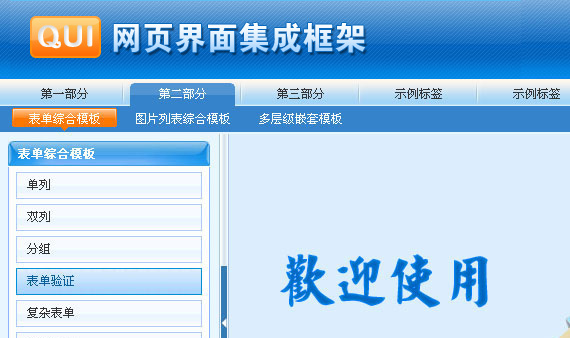 QUI 网页界面集成框架
第一部分 第二部分 第三部分 示例标签 示例标签
表单综合模板 图片列表综合模板 多层级嵌套模板
表单综合模板
单列
双列
分组
表单验证
复杂表单
歡迎使用